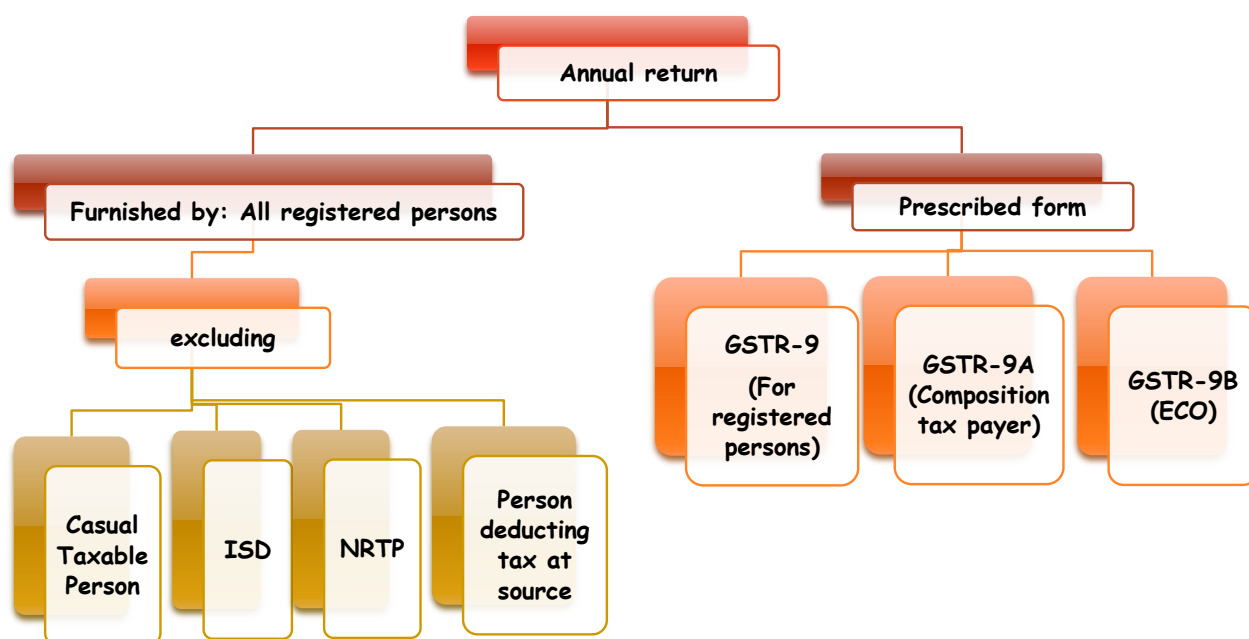 Annual return
Furnished by: All registered persons
Prescribed form
excluding
GSTR-9
(For
registered
persons)
GSTR-9A
(Composition
tax payer)
GSTR-9B
(ECO)
Casual
Taxable
Person
ISD
NRTP
Person
deducting
tax at
source